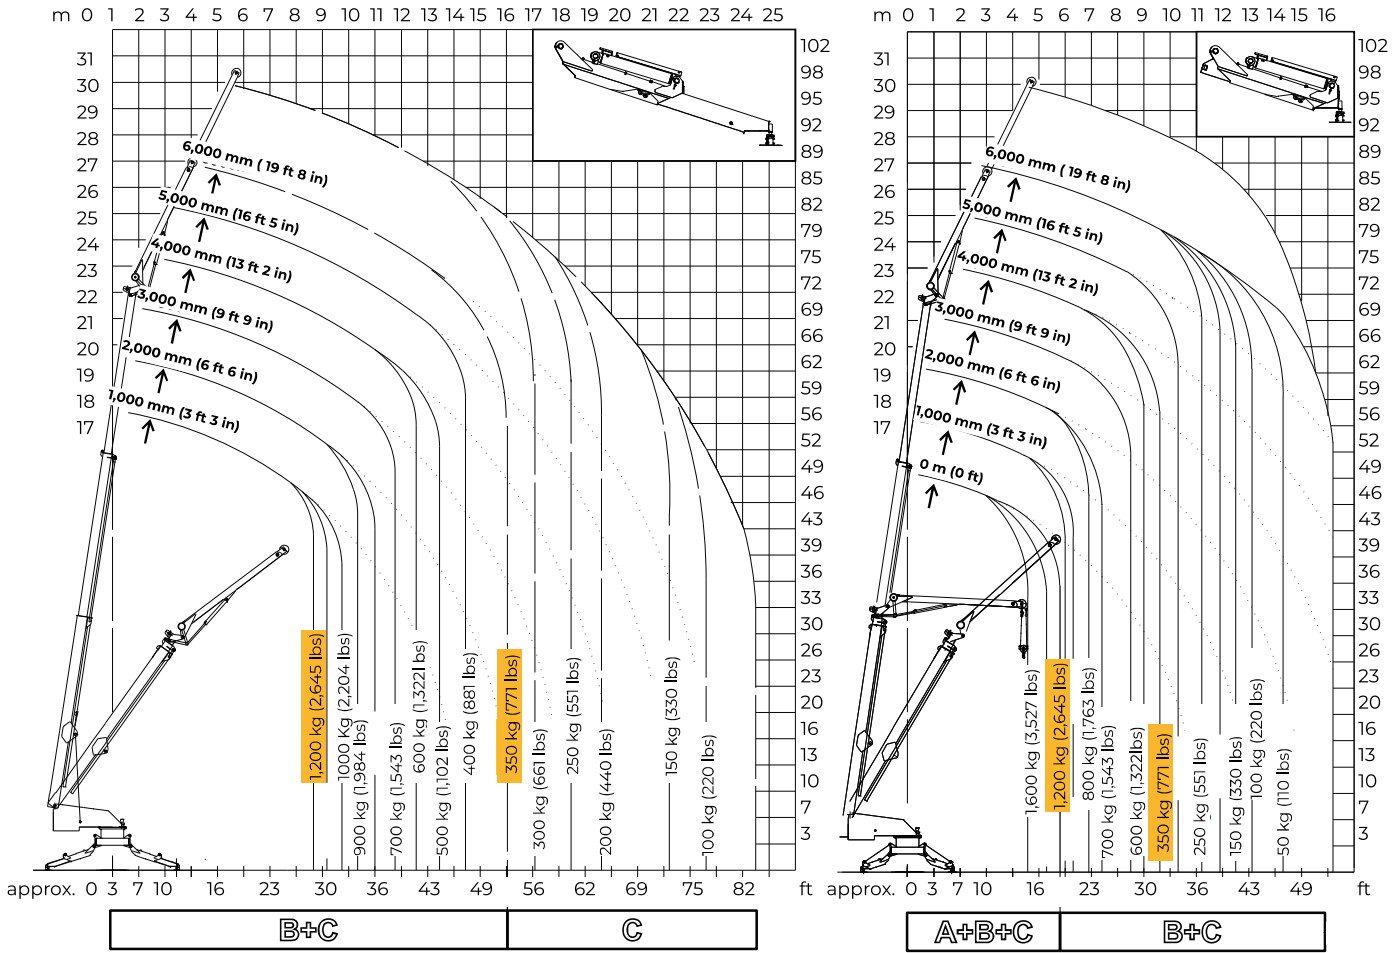 m 0 1 2 3 4 5 6 7 8 9 10 11 12 13 14 15 16 17 18 19 20 21 22 23 24 25
31
30
29
28
27
26
25
24
23
22
21
20
19
18
17
102
98
95
92
89
85
82
79
75
72
69
66
62
59
56
52
49
46
43
39
36
33
30
26
23
20
16
13
10
7
3
6,000 mm ( 19 ft 8 in)
5,000 mm (16 ft 5 in)
4,000 mm (13 ft 2 in)
3,000 mm (9 ft 9 in)
2,000 mm (6 ft 6 in)
1,000 mm (3 ft 3 in)
1,200 kg (2,645 lbs)
1000 kg (2,204 lbs)
900 kg (1,984 lbs)
700 kg (1,543 lbs)
600 kg (1,322lbs
500 kg (1,102 lbs)
400 kg (881 lbs)
350 kg (771 lbs)
300 kg (661 lbs)
250 kg (551 lbs)
200 kg (440 lbs)
150 kg (330 lbs)
100 kg (220 lbs)
approx. 0 3 7 10 16 23 30 36 43 49 56 62 69 75 82 ft
B+C
C
m 0 1 2 3 4 5 6 7 8 9 10 11 12 13 14 15 16
31
30
29
28
27
26
25
24
23
22
21
20
19
18
17
102
98
95
92
89
85
82
79
75
72
69
66
62
59
56
52
49
46
43
39
36
33
30
26
23
20
16
13
10
7
3
6,000 mm ( 19 ft 8 in)
5,000 mm (16 ft 5 in)
4,000 mm (13 ft 2 in)
3,000 mm (9 ft 9 in)
2,000 mm (6 ft 6 in)
1,000 mm (3 ft 3 in)
0 m (0 ft)
1,600 kg (3,527 lbs)
1,200 kg (2,645 lbs)
800 kg (1,763 lbs)
700 kg (1,543 lbs)
600 kg (1,322lbs)
350 kg (771 lbs)
250 kg (551 lbs)
150 kg (330 lbs)
100 kg (220 lbs)
50 kg (110 lbs)
approx. 0 3 7 10 16 23 30 36 43 49 ft
A+B+C
B+C